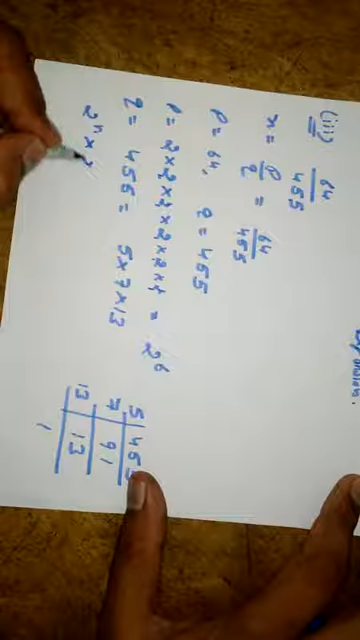 (iii) 64/455
x = p/q = 64/455
p = 64, q = 455
p = 2×2×2×2×2×2 = 2⁶
q = 455 = 5×7×13
2ⁿ ×
5 | 455
7 | 91
13 | 13
1